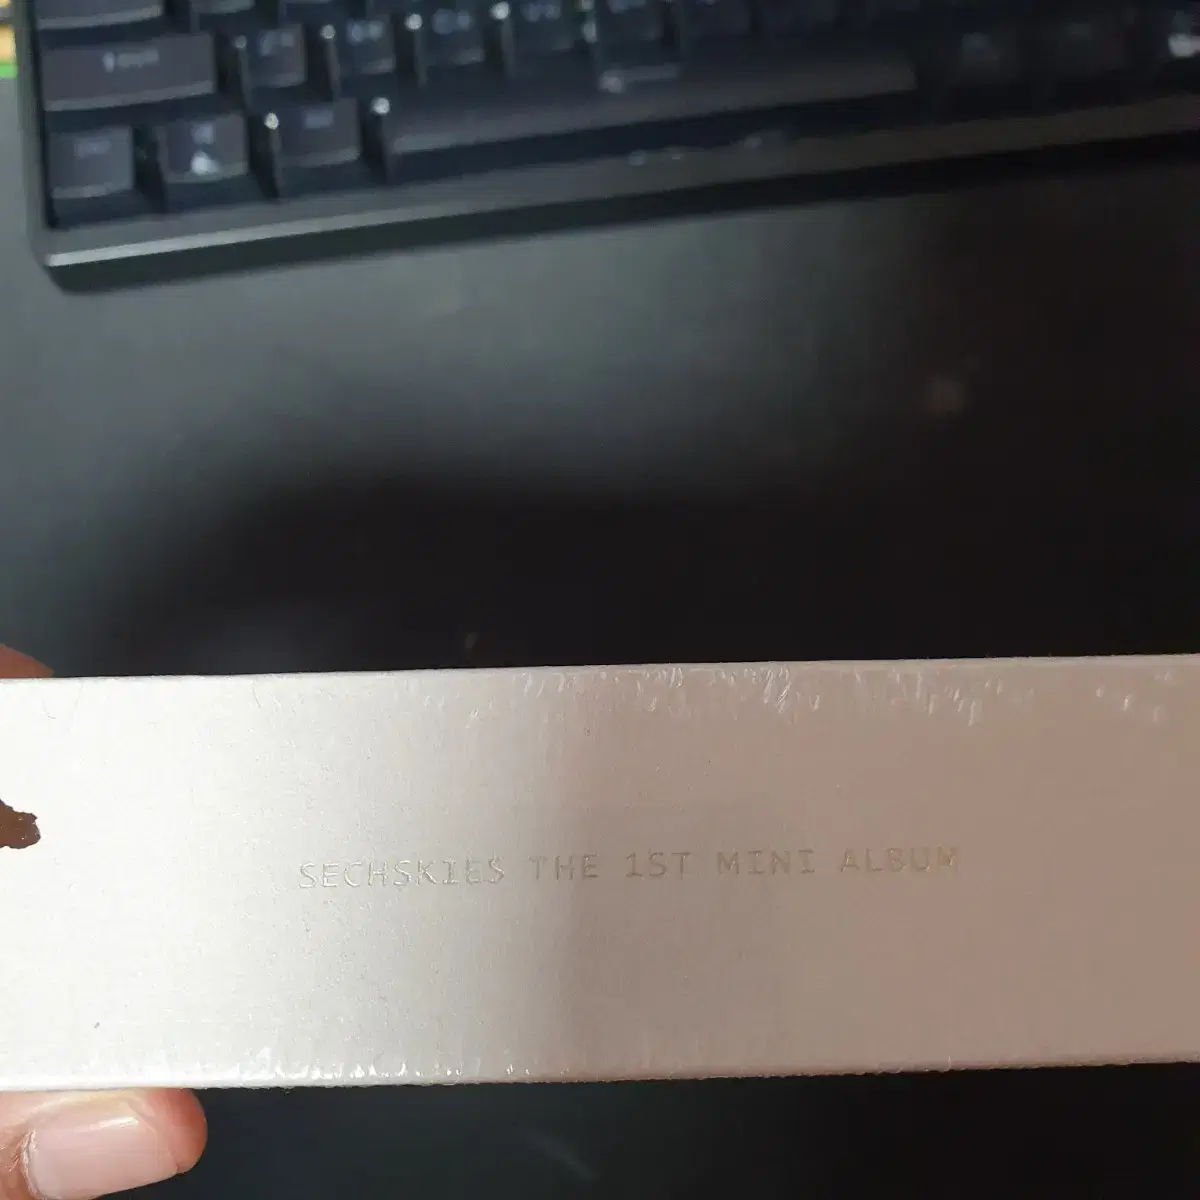 SECHSKIES THE 1ST MINI ALBUM